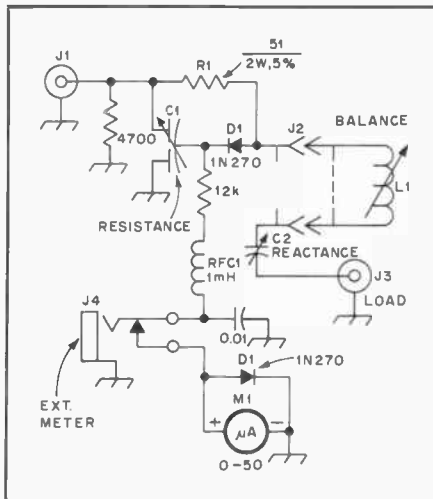 51
2W, 5%
J1
R1
C1
D1
J2
BALANCE
4700
1N270
12k
L1
RESISTANCE
C2
REACTANCE
RFC1
1mH
J3
LOAD
J4
0.01
D1
1N270
EXT.
METER
M1
+
μA
-
0-50